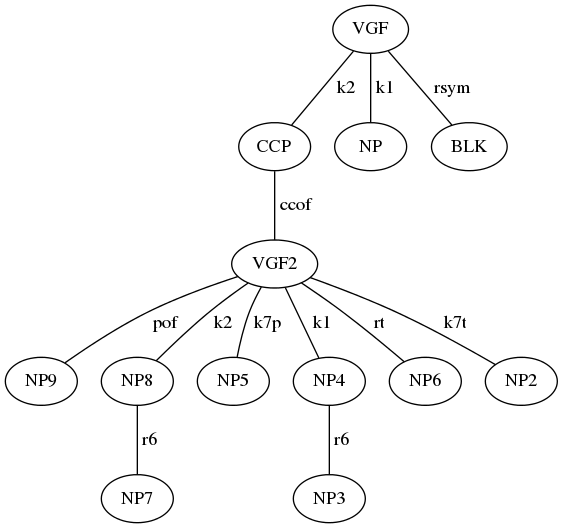 VGF
k2 k1 rsym
CCP NP BLK
ccof
VGF2
pof k2 k7p k1 rt k7t
NP9 NP8 NP5 NP4 NP6 NP2
r6 r6
NP7 NP3